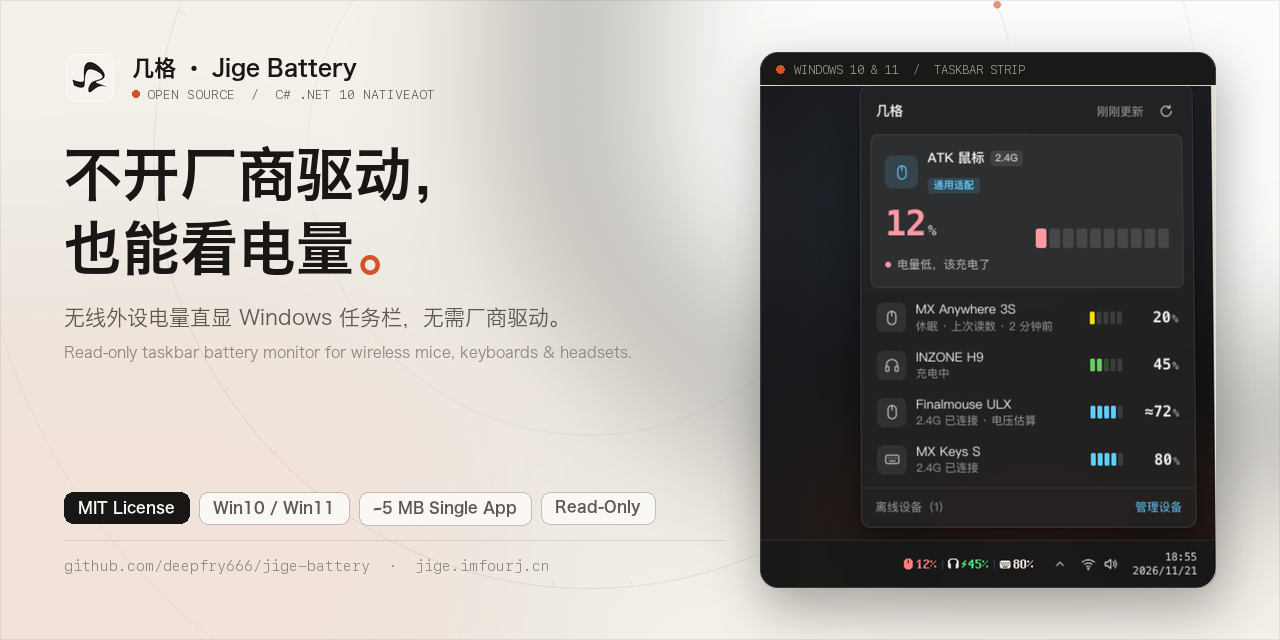 几格 · Jige Battery
OPEN SOURCE / C# .NET 10 NATIVEAOT
不开厂商驱动，
也能看电量。
无线外设电量直显 Windows 任务栏，无需厂商驱动。
Read-only taskbar battery monitor for wireless mice, keyboards & headsets.
MIT License
Win10 / Win11
~5 MB Single App
Read-Only
github.com/deepfry666/jige-battery · jige.imfourj.cn
WINDOWS 10 & 11 / TASKBAR STRIP
几格 刚刚更新
ATK 鼠标 2.4G
通用适配
12%
电量低，该充电了
MX Anywhere 3S
休眠 · 上次读数 · 2 分钟前
20%
INZONE H9
充电中
45%
Finalmouse ULX
2.4G 已连接 · 电压估算
≈72%
MX Keys S
2.4G 已连接
80%
离线设备（1） 管理设备
12% ⚡45% 80%
18:55
2026/11/21